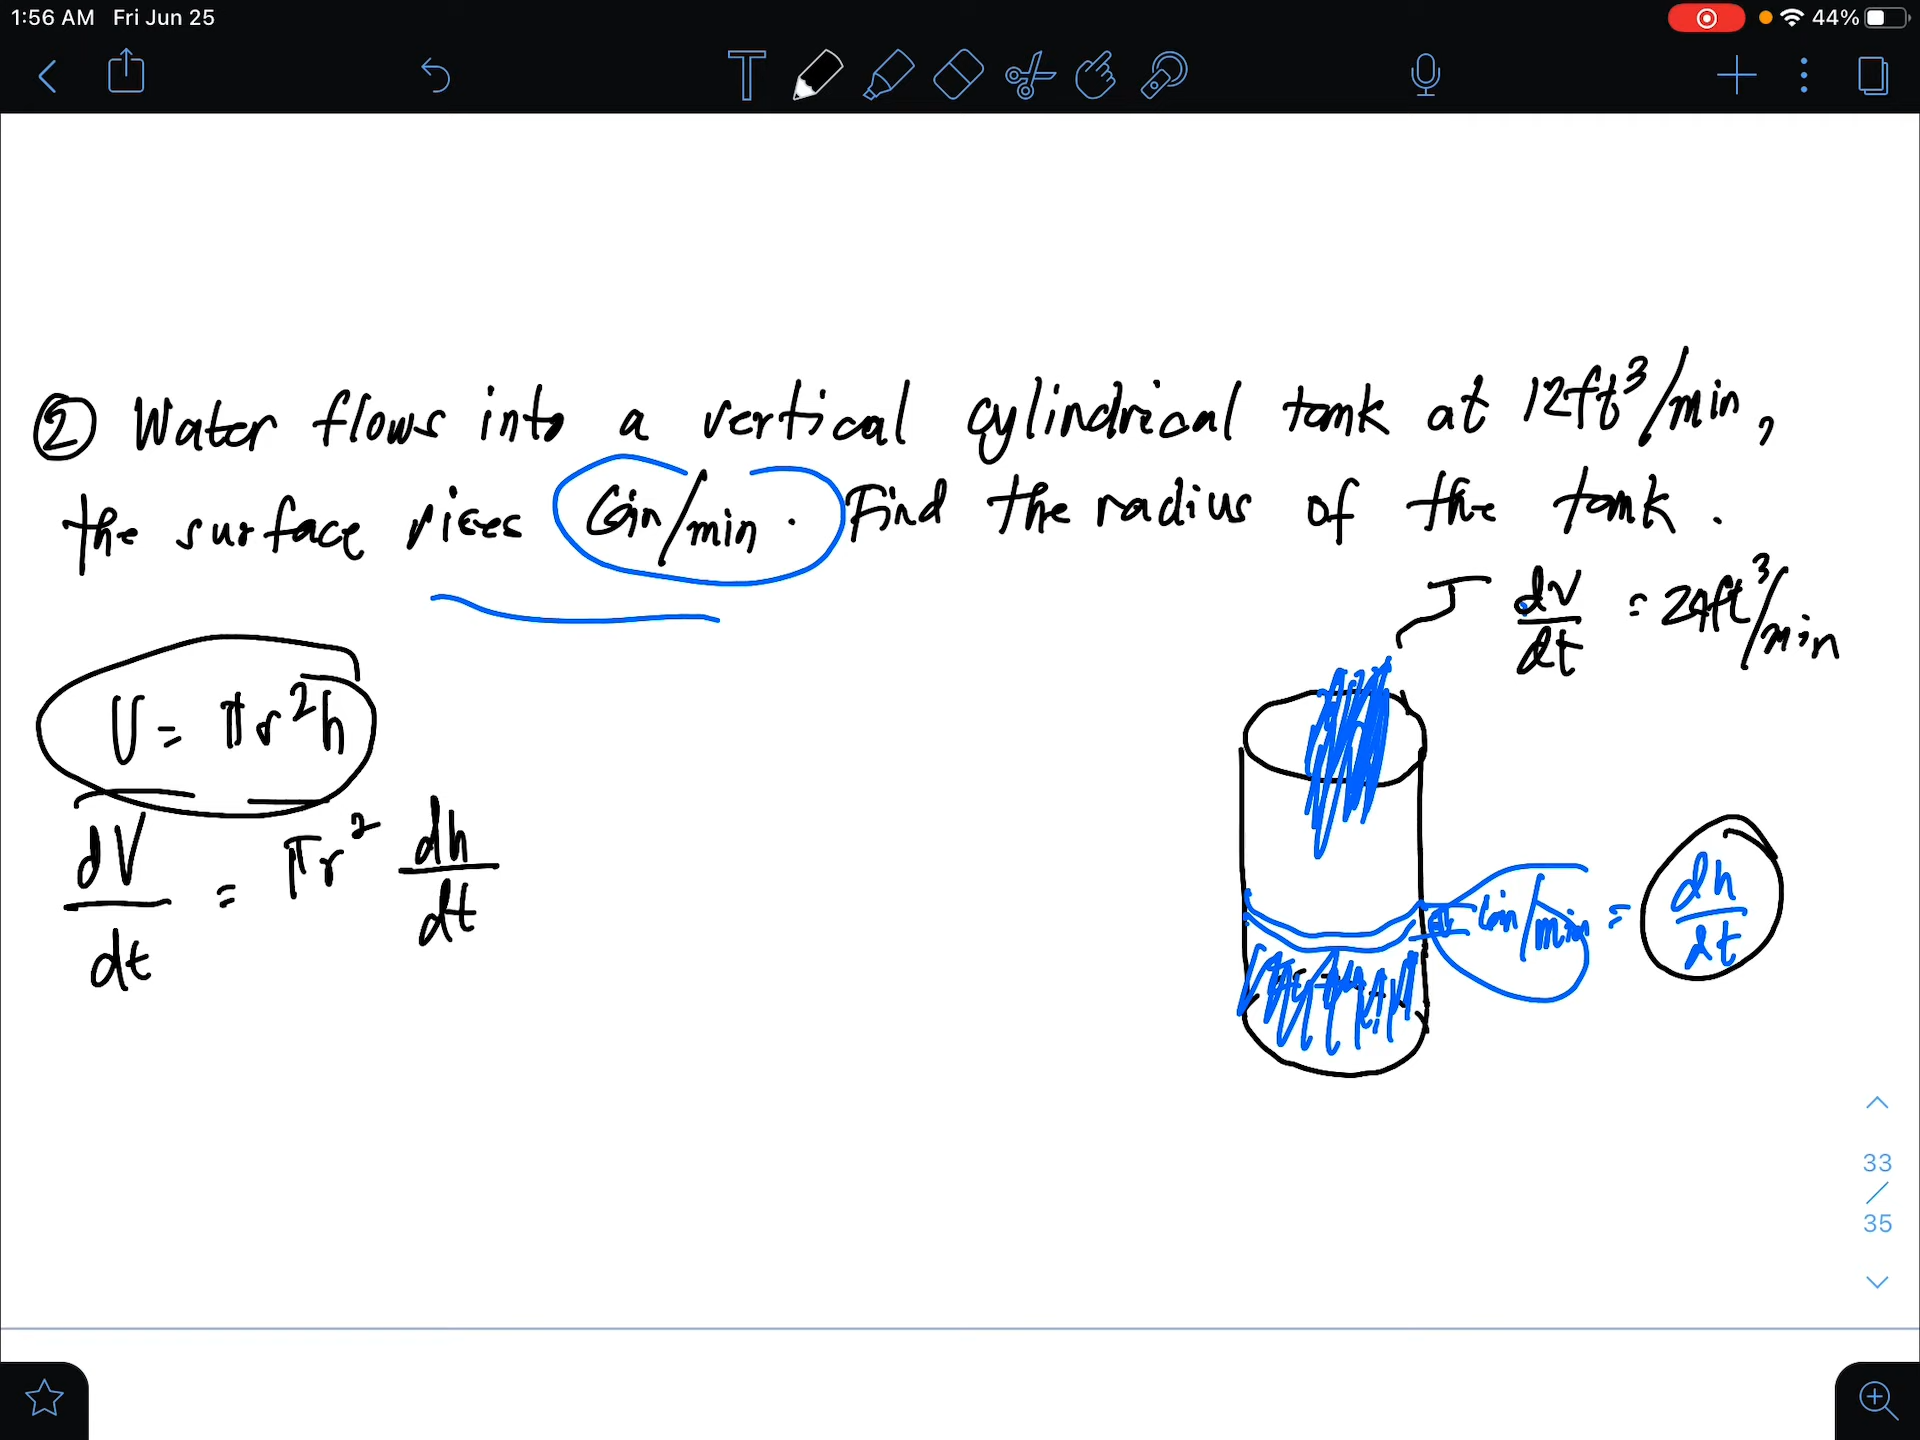 1:56 AM Fri Jun 25
44%
② Water flows into a vertical cylindrical tank at 12ft³/min,
the surface rises 6in/min. Find the radius of the tank.
dV/dt = 24ft³/min
V = πr²h
dV/dt = πr² dh/dt
6in/min = dh/dt
33
/
35